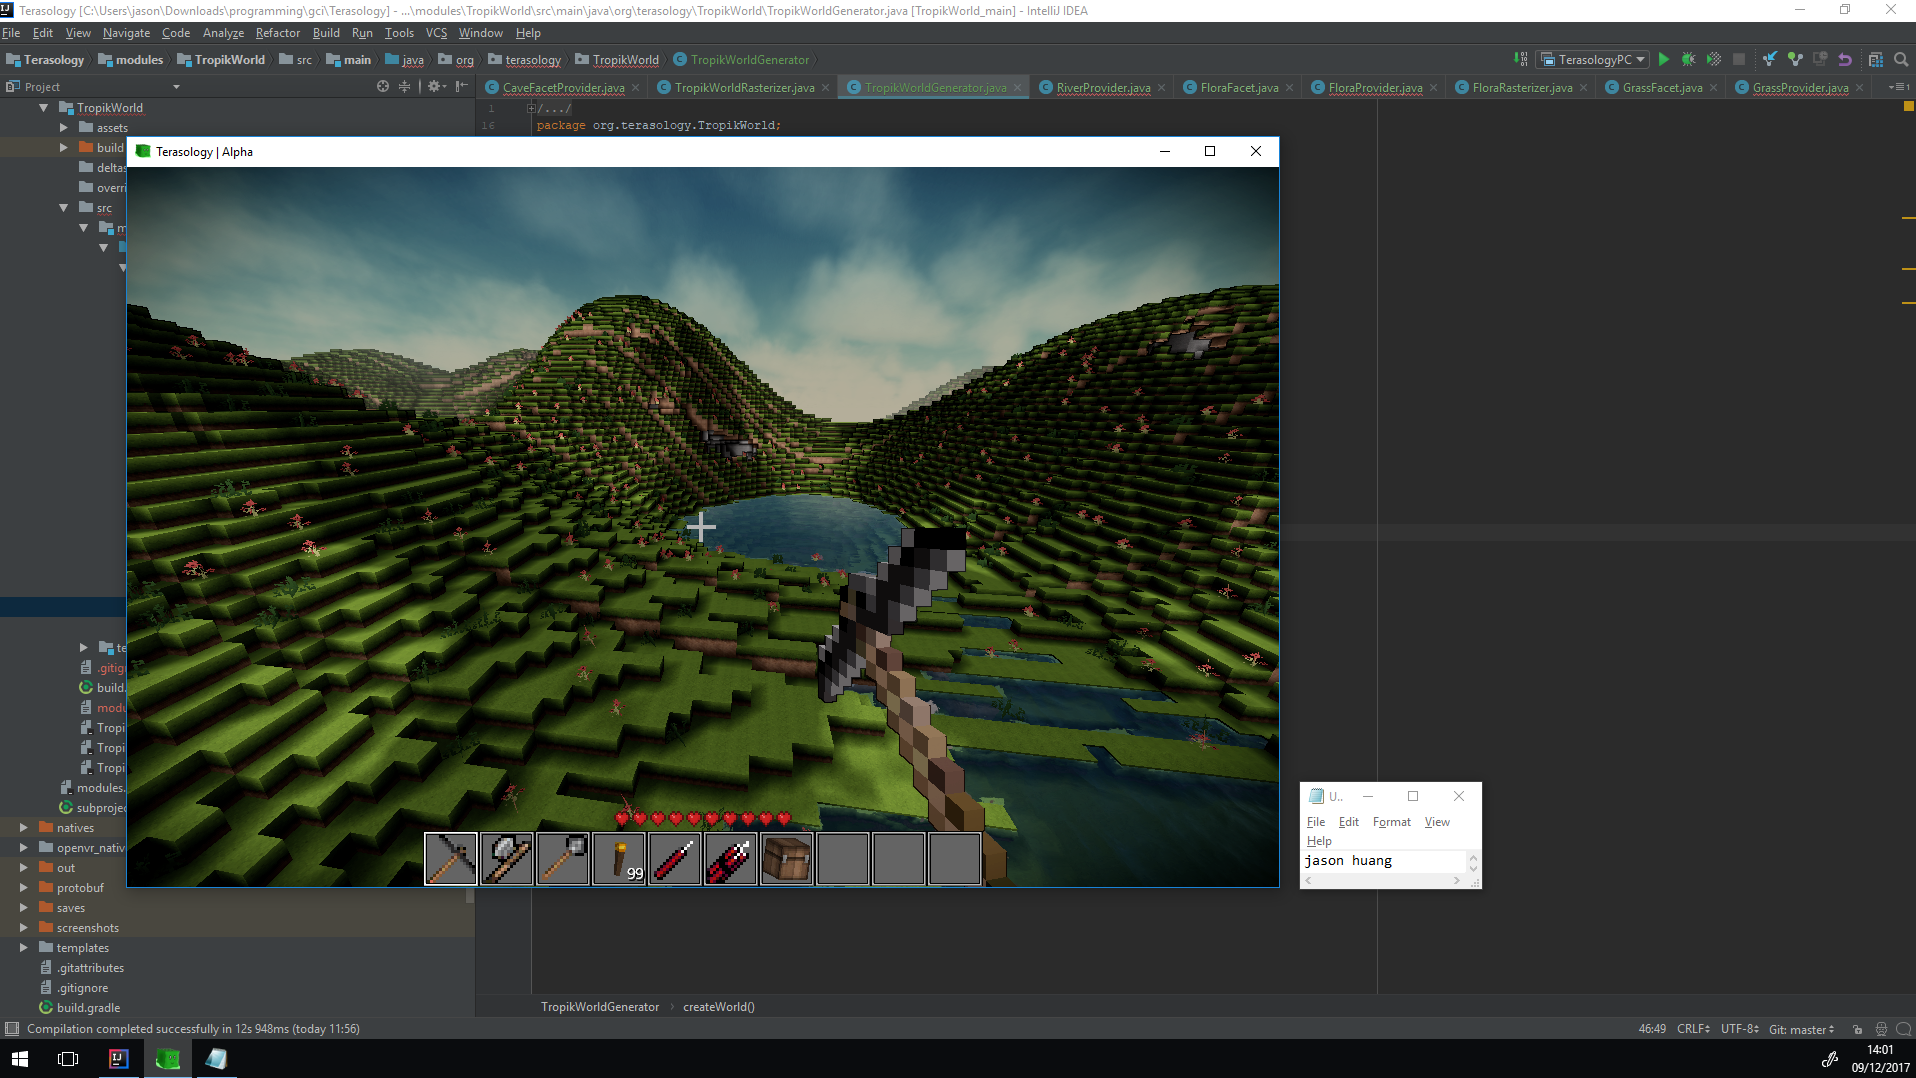 Terasology [C:\Users\jason\Downloads\programming\gci\Terasology] - ...\modules\TropikWorld\src\main\java\org\terasology\TropikWorld\TropikWorldGenerator.java [TropikWorld_main] - IntelliJ IDEA
File Edit View Navigate Code Analyze Refactor Build Run Tools VCS Window Help
Terasology modules TropikWorld src main java org terasology TropikWorld TropikWorldGenerator
TerasologyPC
Project
CaveFacetProvider.java TropikWorldRasterizer.java TropikWorldGenerator.java RiverProvider.java FloraFacet.java FloraProvider.java FloraRasterizer.java GrassFacet.java GrassProvider.java
TropikWorld
1 /.../
assets
16 package org.terasology.TropikWorld;
build
Terasology | Alpha
deltas
overri
src
m
te
.gitig
build.
modu
Tropi
Tropi
Tropi
modules.
subprojec
natives
openvr_nativ
out
protobuf
saves
screenshots
templates
.gitattributes
.gitignore
build.gradle
99
U..
File Edit Format View
Help
jason huang
TropikWorldGenerator createWorld()
Compilation completed successfully in 12s 948ms (today 11:56)
46:49 CRLF UTF-8 Git: master
14:01
09/12/2017